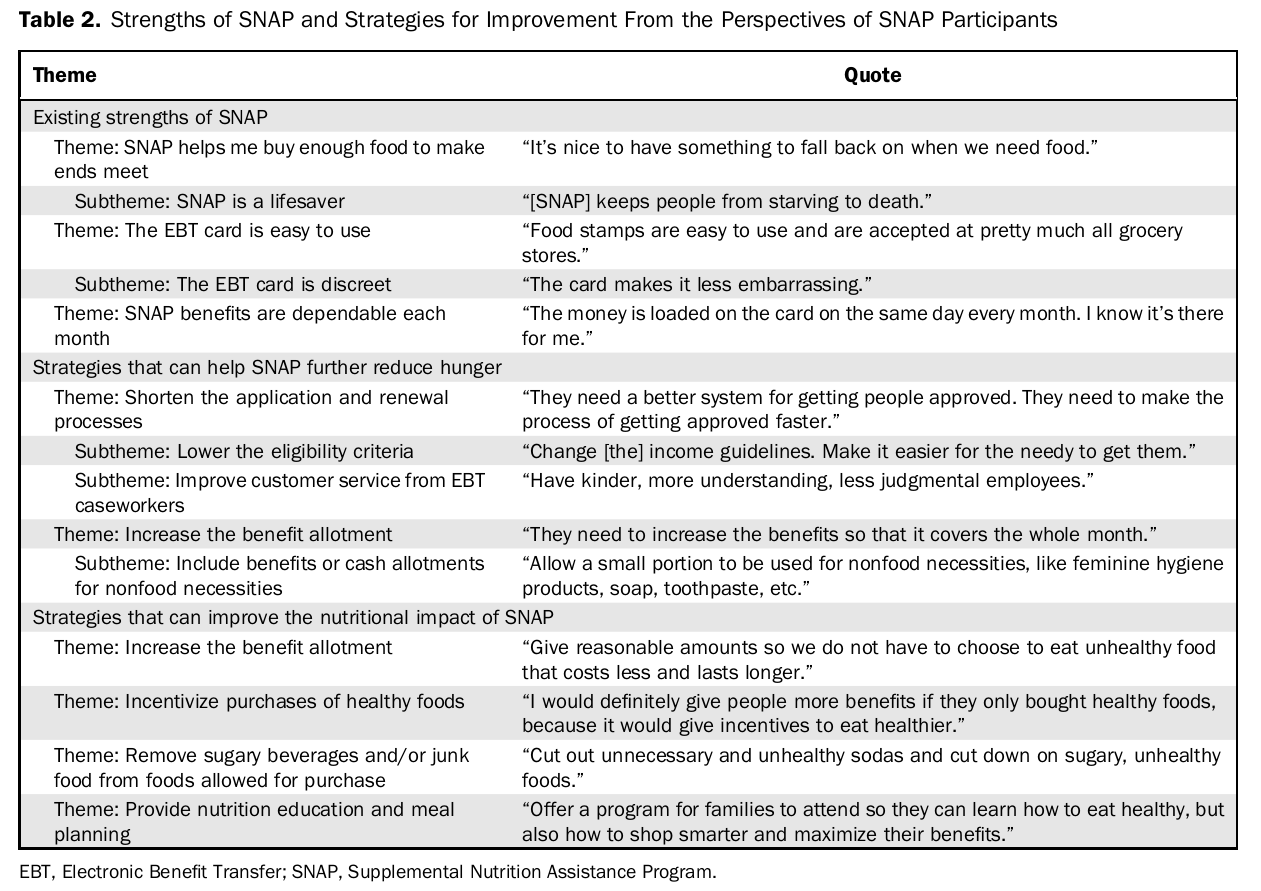 Table 2. Strengths of SNAP and Strategies for Improvement From the Perspectives of SNAP Participants
Theme Quote
Existing strengths of SNAP
Theme: SNAP helps me buy enough food to make “It’s nice to have something to fall back on when we need food.”
ends meet
Subtheme: SNAP is a lifesaver “[SNAP] keeps people from starving to death.”
Theme: The EBT card is easy to use “Food stamps are easy to use and are accepted at pretty much all grocery
stores.”
Subtheme: The EBT card is discreet “The card makes it less embarrassing.”
Theme: SNAP benefits are dependable each “The money is loaded on the card on the same day every month. I know it’s there
month for me.”
Strategies that can help SNAP further reduce hunger
Theme: Shorten the application and renewal “They need a better system for getting people approved. They need to make the
processes process of getting approved faster.”
Subtheme: Lower the eligibility criteria “Change [the] income guidelines. Make it easier for the needy to get them.”
Subtheme: Improve customer service from EBT “Have kinder, more understanding, less judgmental employees.”
caseworkers
Theme: Increase the benefit allotment “They need to increase the benefits so that it covers the whole month.”
Subtheme: Include benefits or cash allotments “Allow a small portion to be used for nonfood necessities, like feminine hygiene
for nonfood necessities products, soap, toothpaste, etc.”
Strategies that can improve the nutritional impact of SNAP
Theme: Increase the benefit allotment “Give reasonable amounts so we do not have to choose to eat unhealthy food
that costs less and lasts longer.”
Theme: Incentivize purchases of healthy foods “I would definitely give people more benefits if they only bought healthy foods,
because it would give incentives to eat healthier.”
Theme: Remove sugary beverages and/or junk “Cut out unnecessary and unhealthy sodas and cut down on sugary, unhealthy
food from foods allowed for purchase foods.”
Theme: Provide nutrition education and meal “Offer a program for families to attend so they can learn how to eat healthy, but
planning also how to shop smarter and maximize their benefits.”
EBT, Electronic Benefit Transfer; SNAP, Supplemental Nutrition Assistance Program.